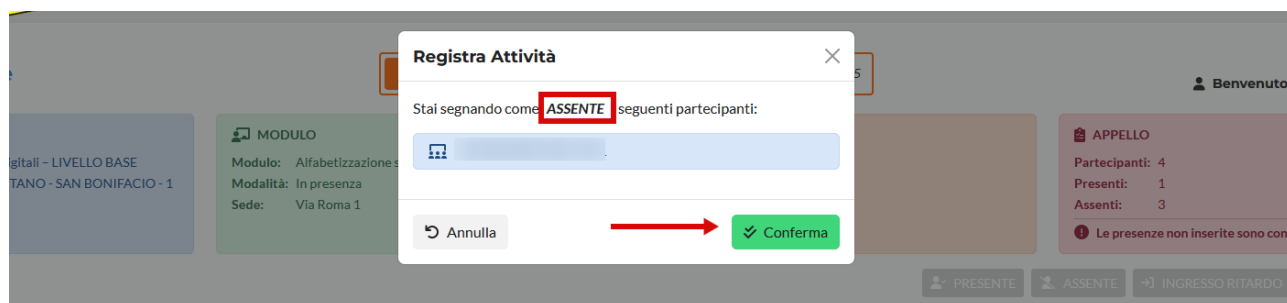 Registra Attività
5
Benvenuto
Stai segnando come ASSENTE seguenti partecipanti:
MODULO
Modulo: Alfabetizzazione s
Modalità: In presenza
Sede: Via Roma 1
igitali – LIVELLO BASE
TANO - SAN BONIFACIO - 1
APPELLO
Partecipanti: 4
Presenti: 1
Assenti: 3
Le presenze non inserite sono con
Annulla
Conferma
PRESENTE
ASSENTE
INGRESSO RITARDO